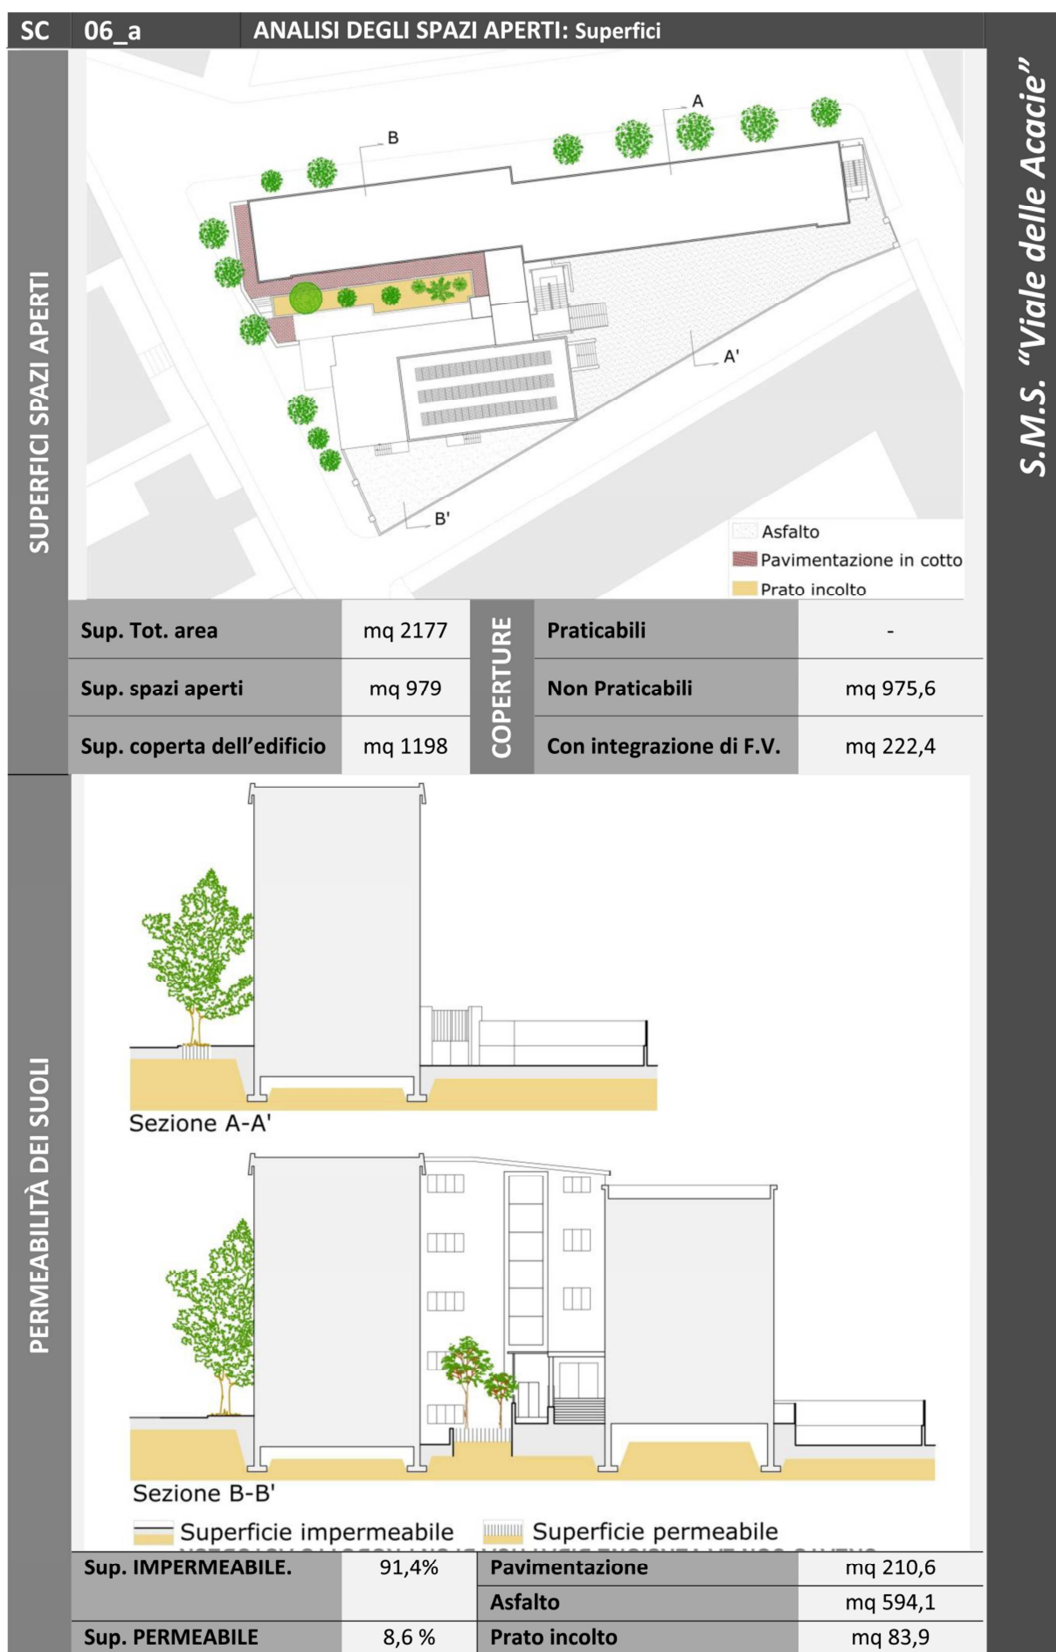 SC 06_a ANALISI DEGLI SPAZI APERTI: Superfici
S.M.S. “Viale delle Acacie”
SUPERFICI SPAZI APERTI
A
B
A'
B'
Asfalto
Pavimentazione in cotto
Prato incolto
Sup. Tot. area mq 2177
Sup. spazi aperti mq 979
Sup. coperta dell’edificio mq 1198
COPERTURE
Praticabili -
Non Praticabili mq 975,6
Con integrazione di F.V. mq 222,4
PERMEABILITÀ DEI SUOLI
Sezione A-A'
Sezione B-B'
Superficie impermeabile Superficie permeabile
Sup. IMPERMEABILE. 91,4% Pavimentazione mq 210,6
Asfalto mq 594,1
Sup. PERMEABILE 8,6 % Prato incolto mq 83,9